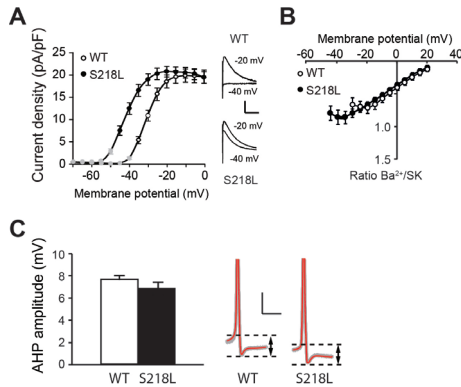 A
Current density (pA/pF)
25
20
15
10
5
0
WT
S218L
-60
-40
-20
0
Membrane potential (mV)
WT
-20 mV
-40 mV
-20 mV
-40 mV
S218L
B
Membrane potential (mV)
-60 -40 -20 0 20 40
WT
S218L
1.0
1.5
Ratio Ba²⁺/SK
C
AHP amplitude (mV)
10
8
6
4
2
0
WT S218L
WT S218L